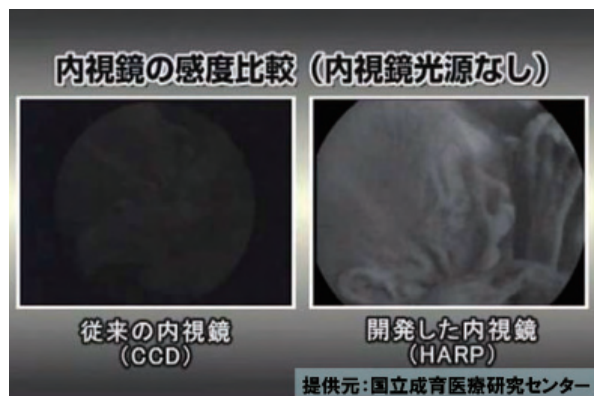 内視鏡の感度比較（内視鏡光源なし）
従来の内視鏡
（CCD）
開発した内視鏡
（HARP）
提供元：国立成育医療研究センター